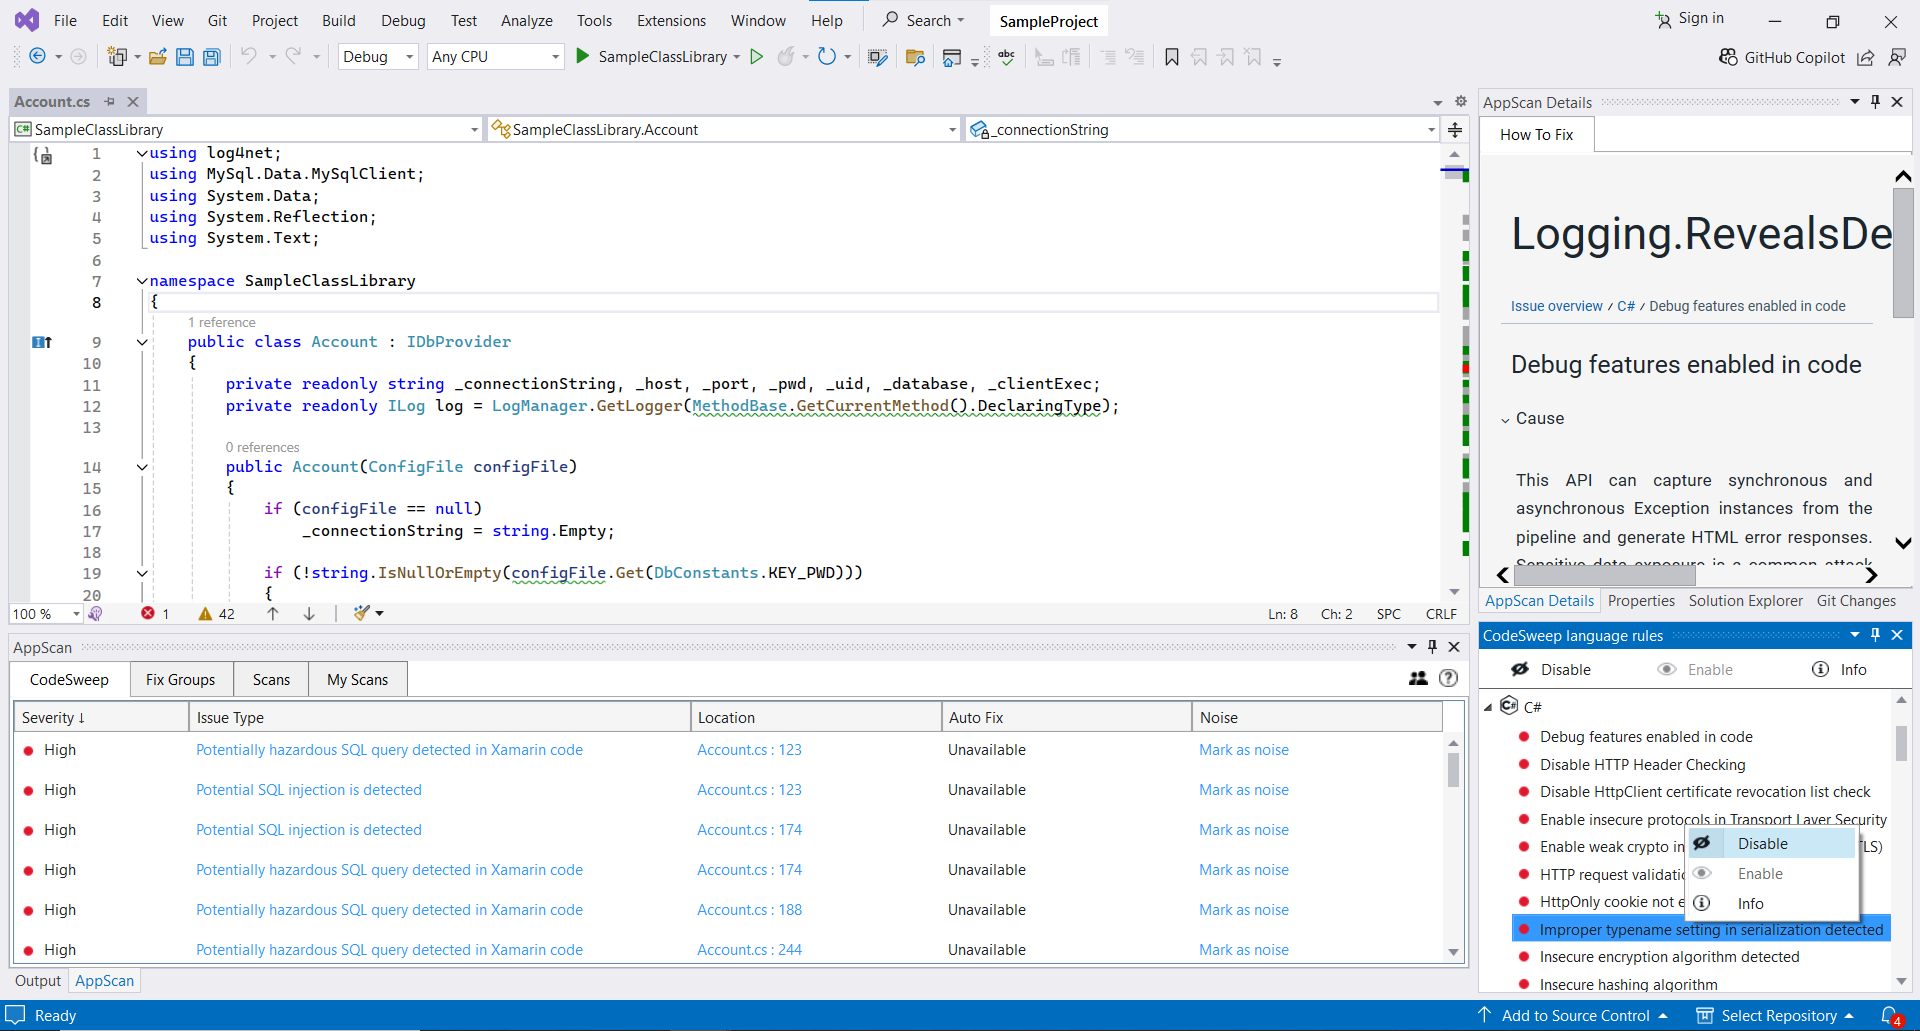 File Edit View Git Project Build Debug Test Analyze Tools Extensions Window Help Search SampleProject Sign in
Debug Any CPU SampleClassLibrary abc GitHub Copilot
Account.cs
C# SampleClassLibrary SampleClassLibrary.Account _connectionString
1 using log4net;
2 using MySql.Data.MySqlClient;
3 using System.Data;
4 using System.Reflection;
5 using System.Text;
6
7 namespace SampleClassLibrary
8 {
1 reference
9 public class Account : IDbProvider
10 {
11 private readonly string _connectionString, _host, _port, _pwd, _uid, _database, _clientExec;
12 private readonly ILog log = LogManager.GetLogger(MethodBase.GetCurrentMethod().DeclaringType);
13
0 references
14 public Account(ConfigFile configFile)
15 {
16 if (configFile == null)
17 _connectionString = string.Empty;
18
19 if (!string.IsNullOrEmpty(configFile.Get(DbConstants.KEY_PWD)))
20 {
100 % 1 42 Ln: 8 Ch: 2 SPC CRLF
AppScan
CodeSweep Fix Groups Scans My Scans
Severity ↓ Issue Type Location Auto Fix Noise
High Potentially hazardous SQL query detected in Xamarin code Account.cs : 123 Unavailable Mark as noise
High Potential SQL injection is detected Account.cs : 123 Unavailable Mark as noise
High Potential SQL injection is detected Account.cs : 174 Unavailable Mark as noise
High Potentially hazardous SQL query detected in Xamarin code Account.cs : 174 Unavailable Mark as noise
High Potentially hazardous SQL query detected in Xamarin code Account.cs : 188 Unavailable Mark as noise
High Potentially hazardous SQL query detected in Xamarin code Account.cs : 244 Unavailable Mark as noise
Output AppScan
AppScan Details
How To Fix
Logging.RevealsDe
Issue overview / C# / Debug features enabled in code
Debug features enabled in code
Cause
This API can capture synchronous and
asynchronous Exception instances from the
pipeline and generate HTML error responses.
Sensitive data exposure is a common attack
AppScan Details Properties Solution Explorer Git Changes
CodeSweep language rules
Disable Enable Info
C#
Debug features enabled in code
Disable HTTP Header Checking
Disable HttpClient certificate revocation list check
Enable insecure protocols in Transport Layer Security
Enable weak crypto in TLS)
HTTP request validatio
HttpOnly cookie not e
Improper typename setting in serialization detected
Insecure encryption algorithm detected
Insecure hashing algorithm
Disable
Enable
Info
Ready Add to Source Control Select Repository 4